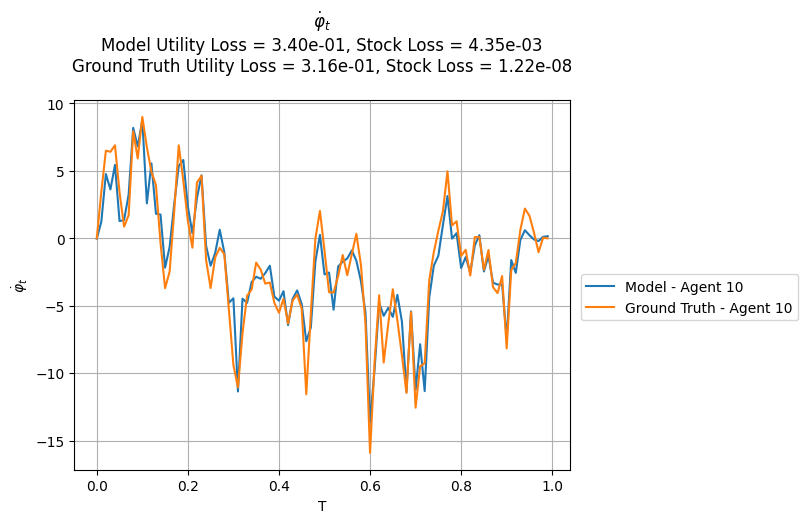 φ̇ₜ
Model Utility Loss = 3.40e-01, Stock Loss = 4.35e-03
Ground Truth Utility Loss = 3.16e-01, Stock Loss = 1.22e-08
10
5
0
−5
−10
−15
φ̇ₜ
0.0 0.2 0.4 0.6 0.8 1.0
T
Model - Agent 10
Ground Truth - Agent 10